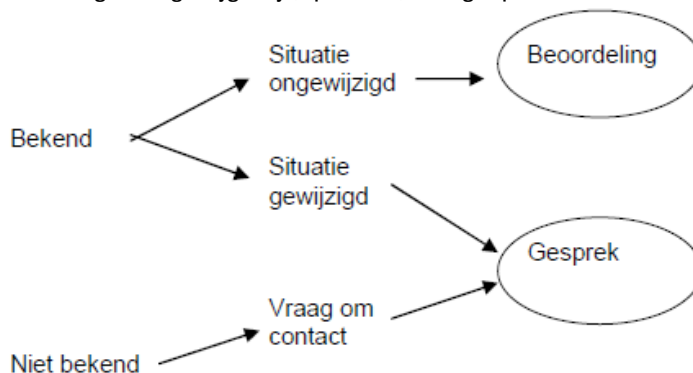 Situatie
ongewijzigd
Beoordeling
Bekend
Situatie
gewijzigd
Gesprek
Vraag om
contact
Niet bekend